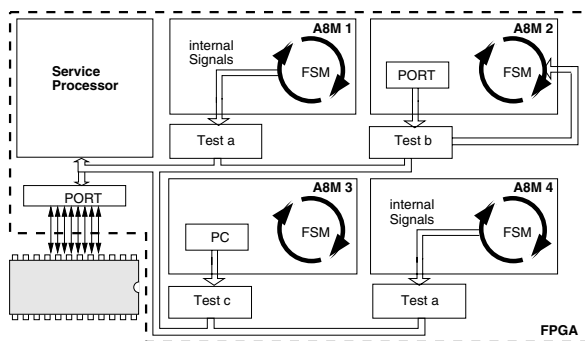 A8M 1
internal
Signals
FSM
A8M 2
PORT
FSM
Service
Processor
Test a
Test b
PORT
A8M 3
PC
FSM
A8M 4
internal
Signals
FSM
Test c
Test a
FPGA